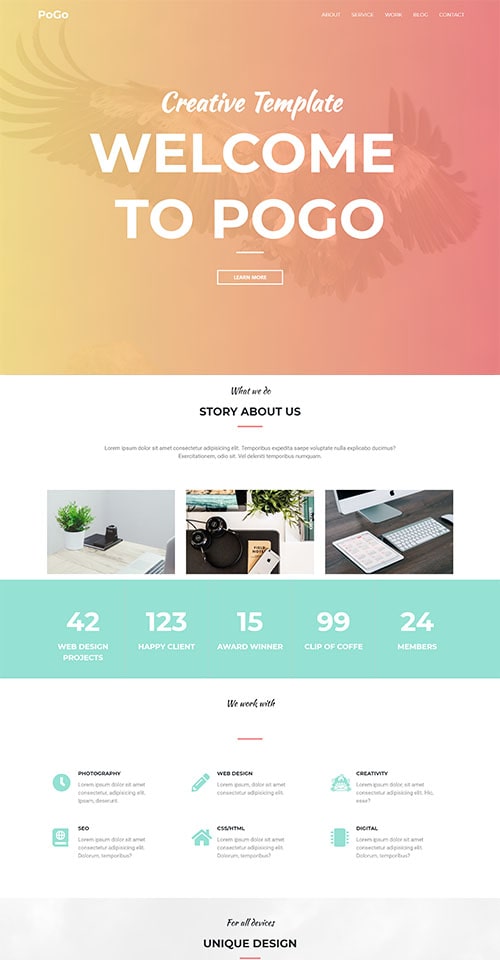 PoGo
ABOUT SERVICE WORK BLOG CONTACT
Creative Template
WELCOME
TO POGO
LEARN MORE
What we do
STORY ABOUT US
Lorem ipsum dolor sit amet consectetur, adipisicing elit. Temporibus expedita saepe voluptate nulla explicabo ducimus?
Exercitationem, odio sit. Vel deleniti temporibus numquam.
FIELD NOTES
42
WEB DESIGN
PROJECTS
123
HAPPY CLIENT
15
AWARD WINNER
99
CLIP OF COFFE
24
MEMBERS
We work with
PHOTOGRAPHY
Lorem ipsum dolor sit amet
consectetur, adipisicing elit.
Ipsum, deserunt.
WEB DESIGN
Lorem ipsum dolor sit amet
consectetur, adipisicing elit.
CREATIVITY
Lorem ipsum dolor sit amet
consectetur, adipisicing elit. Hic,
esse?
SEO
Lorem ipsum dolor sit amet
consectetur adipisicing elit.
Dolorum, temporibus?
CSS/HTML
Lorem ipsum, dolor sit amet
consectetur adipisicing elit.
Dolorum, temporibus?
DIGITAL
Lorem ipsum, dolor sit amet
consectetur adipisicing elit.
Dolorum, temporibus?
For all devices
UNIQUE DESIGN